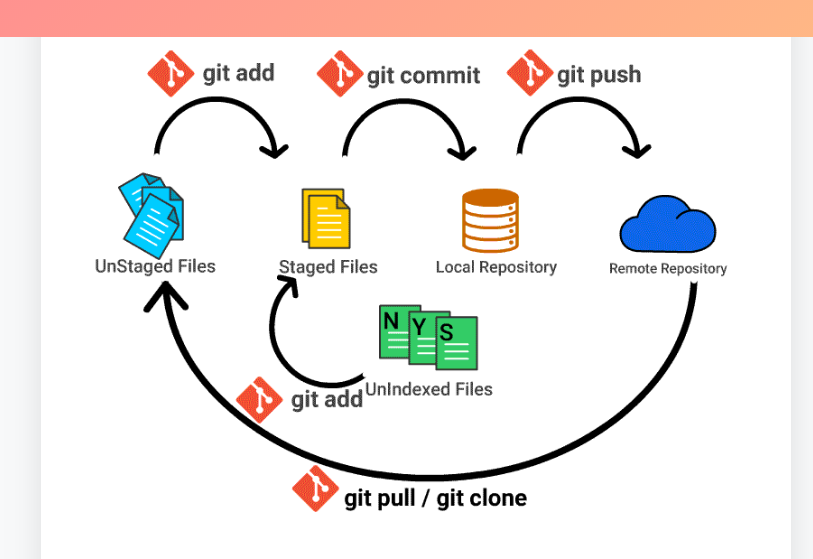 git add
git commit
git push
UnStaged Files
Staged Files
Local Repository
Remote Repository
N
Y
S
UnIndexed Files
git add
git pull / git clone